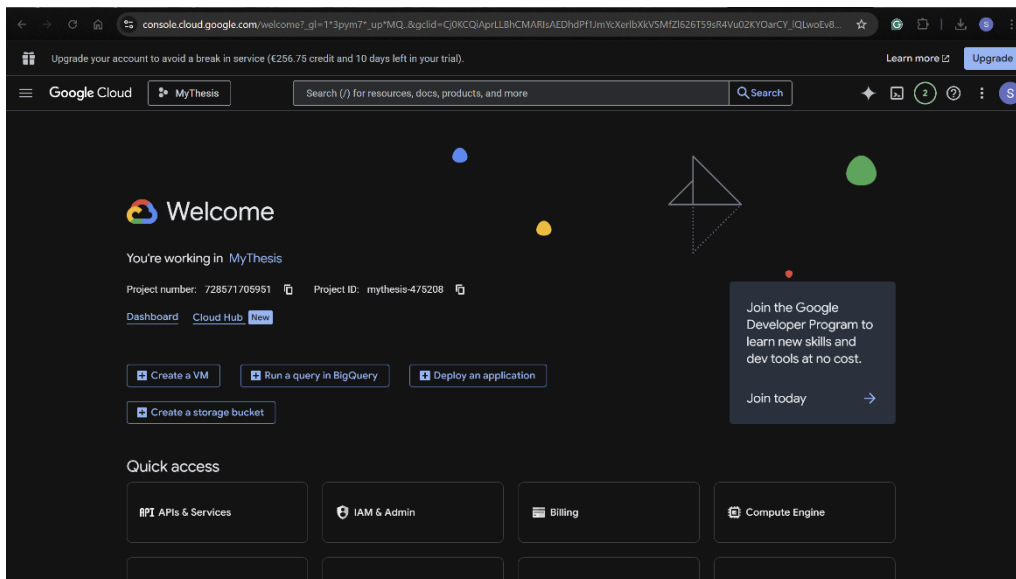 console.cloud.google.com/welcome?_gl=1*3pym7*_up*MQ..&gclid=Cj0KCQiAprLLBhCMARIsAEDhdPf1JmYcXerlbXkVSMfZl626T59sR4Vu02KYOarCY_lQLwoEv8...
S
Upgrade your account to avoid a break in service (€256.75 credit and 10 days left in your trial).
Learn more
Upgrade
Google Cloud
MyThesis
Search (/) for resources, docs, products, and more
Search
2
S
Welcome
You're working in MyThesis
Project number: 728571705951
Project ID: mythesis-475208
Dashboard
Cloud Hub New
Join the Google
Developer Program to
learn new skills and
dev tools at no cost.
Join today
Create a VM
Run a query in BigQuery
Deploy an application
Create a storage bucket
Quick access
API APIs & Services
IAM & Admin
Billing
Compute Engine